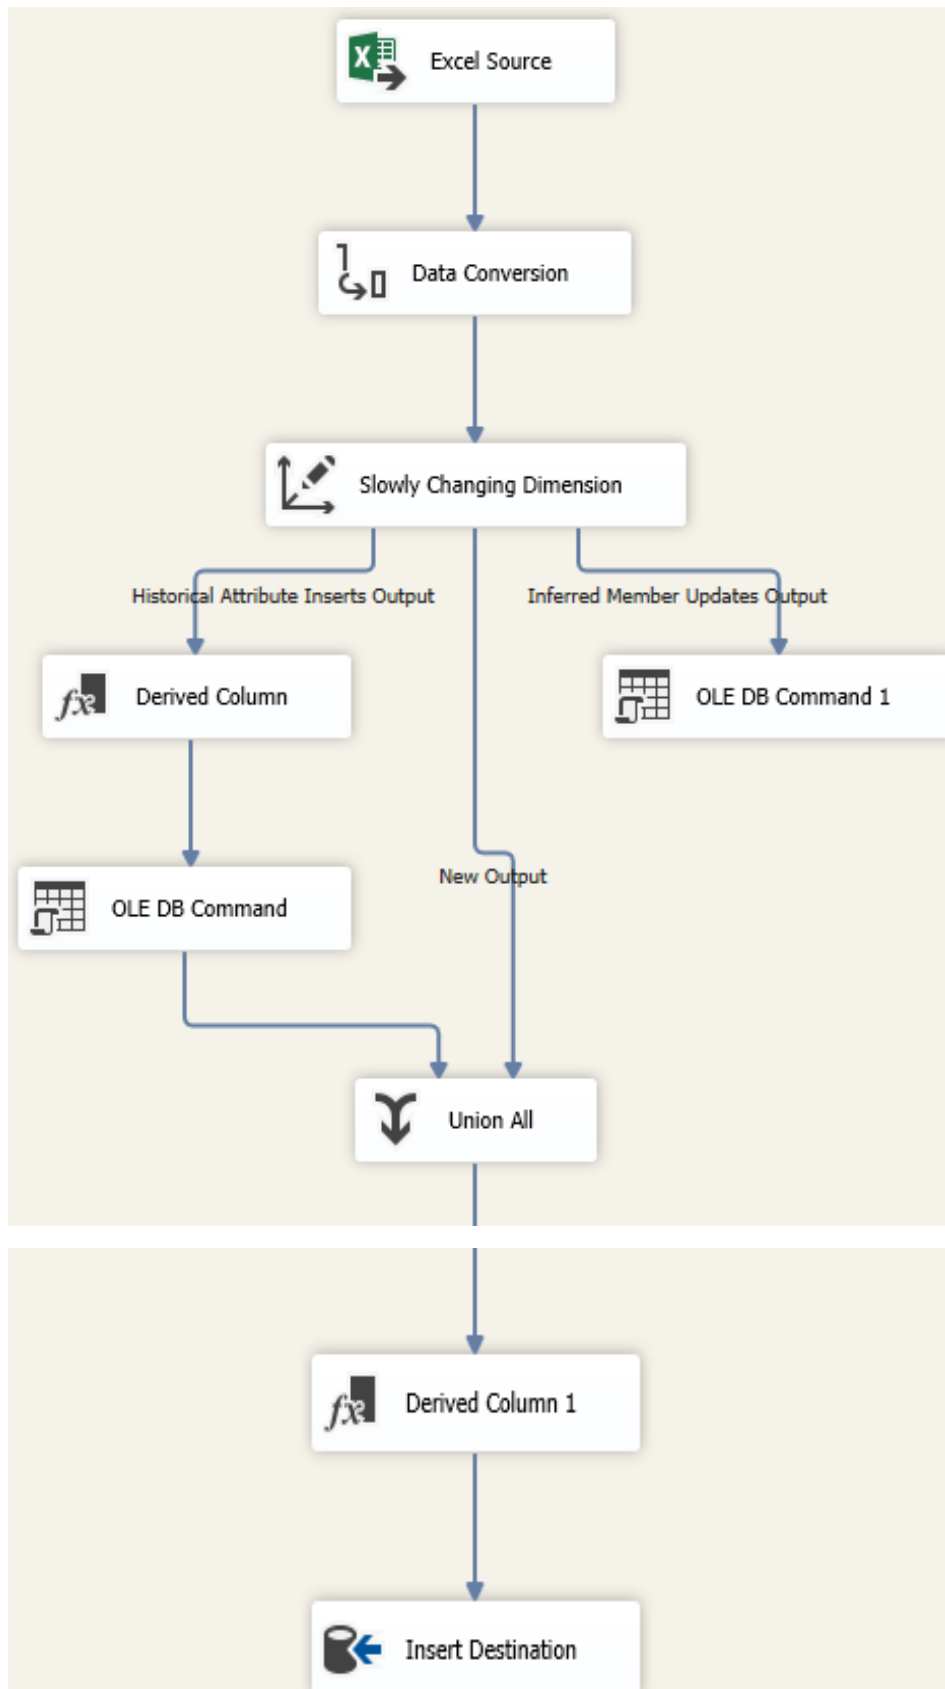 Excel Source
Data Conversion
Slowly Changing Dimension
Historical Attribute Inserts Output
Inferred Member Updates Output
Derived Column
OLE DB Command 1
New Output
OLE DB Command
Union All
Derived Column 1
Insert Destination